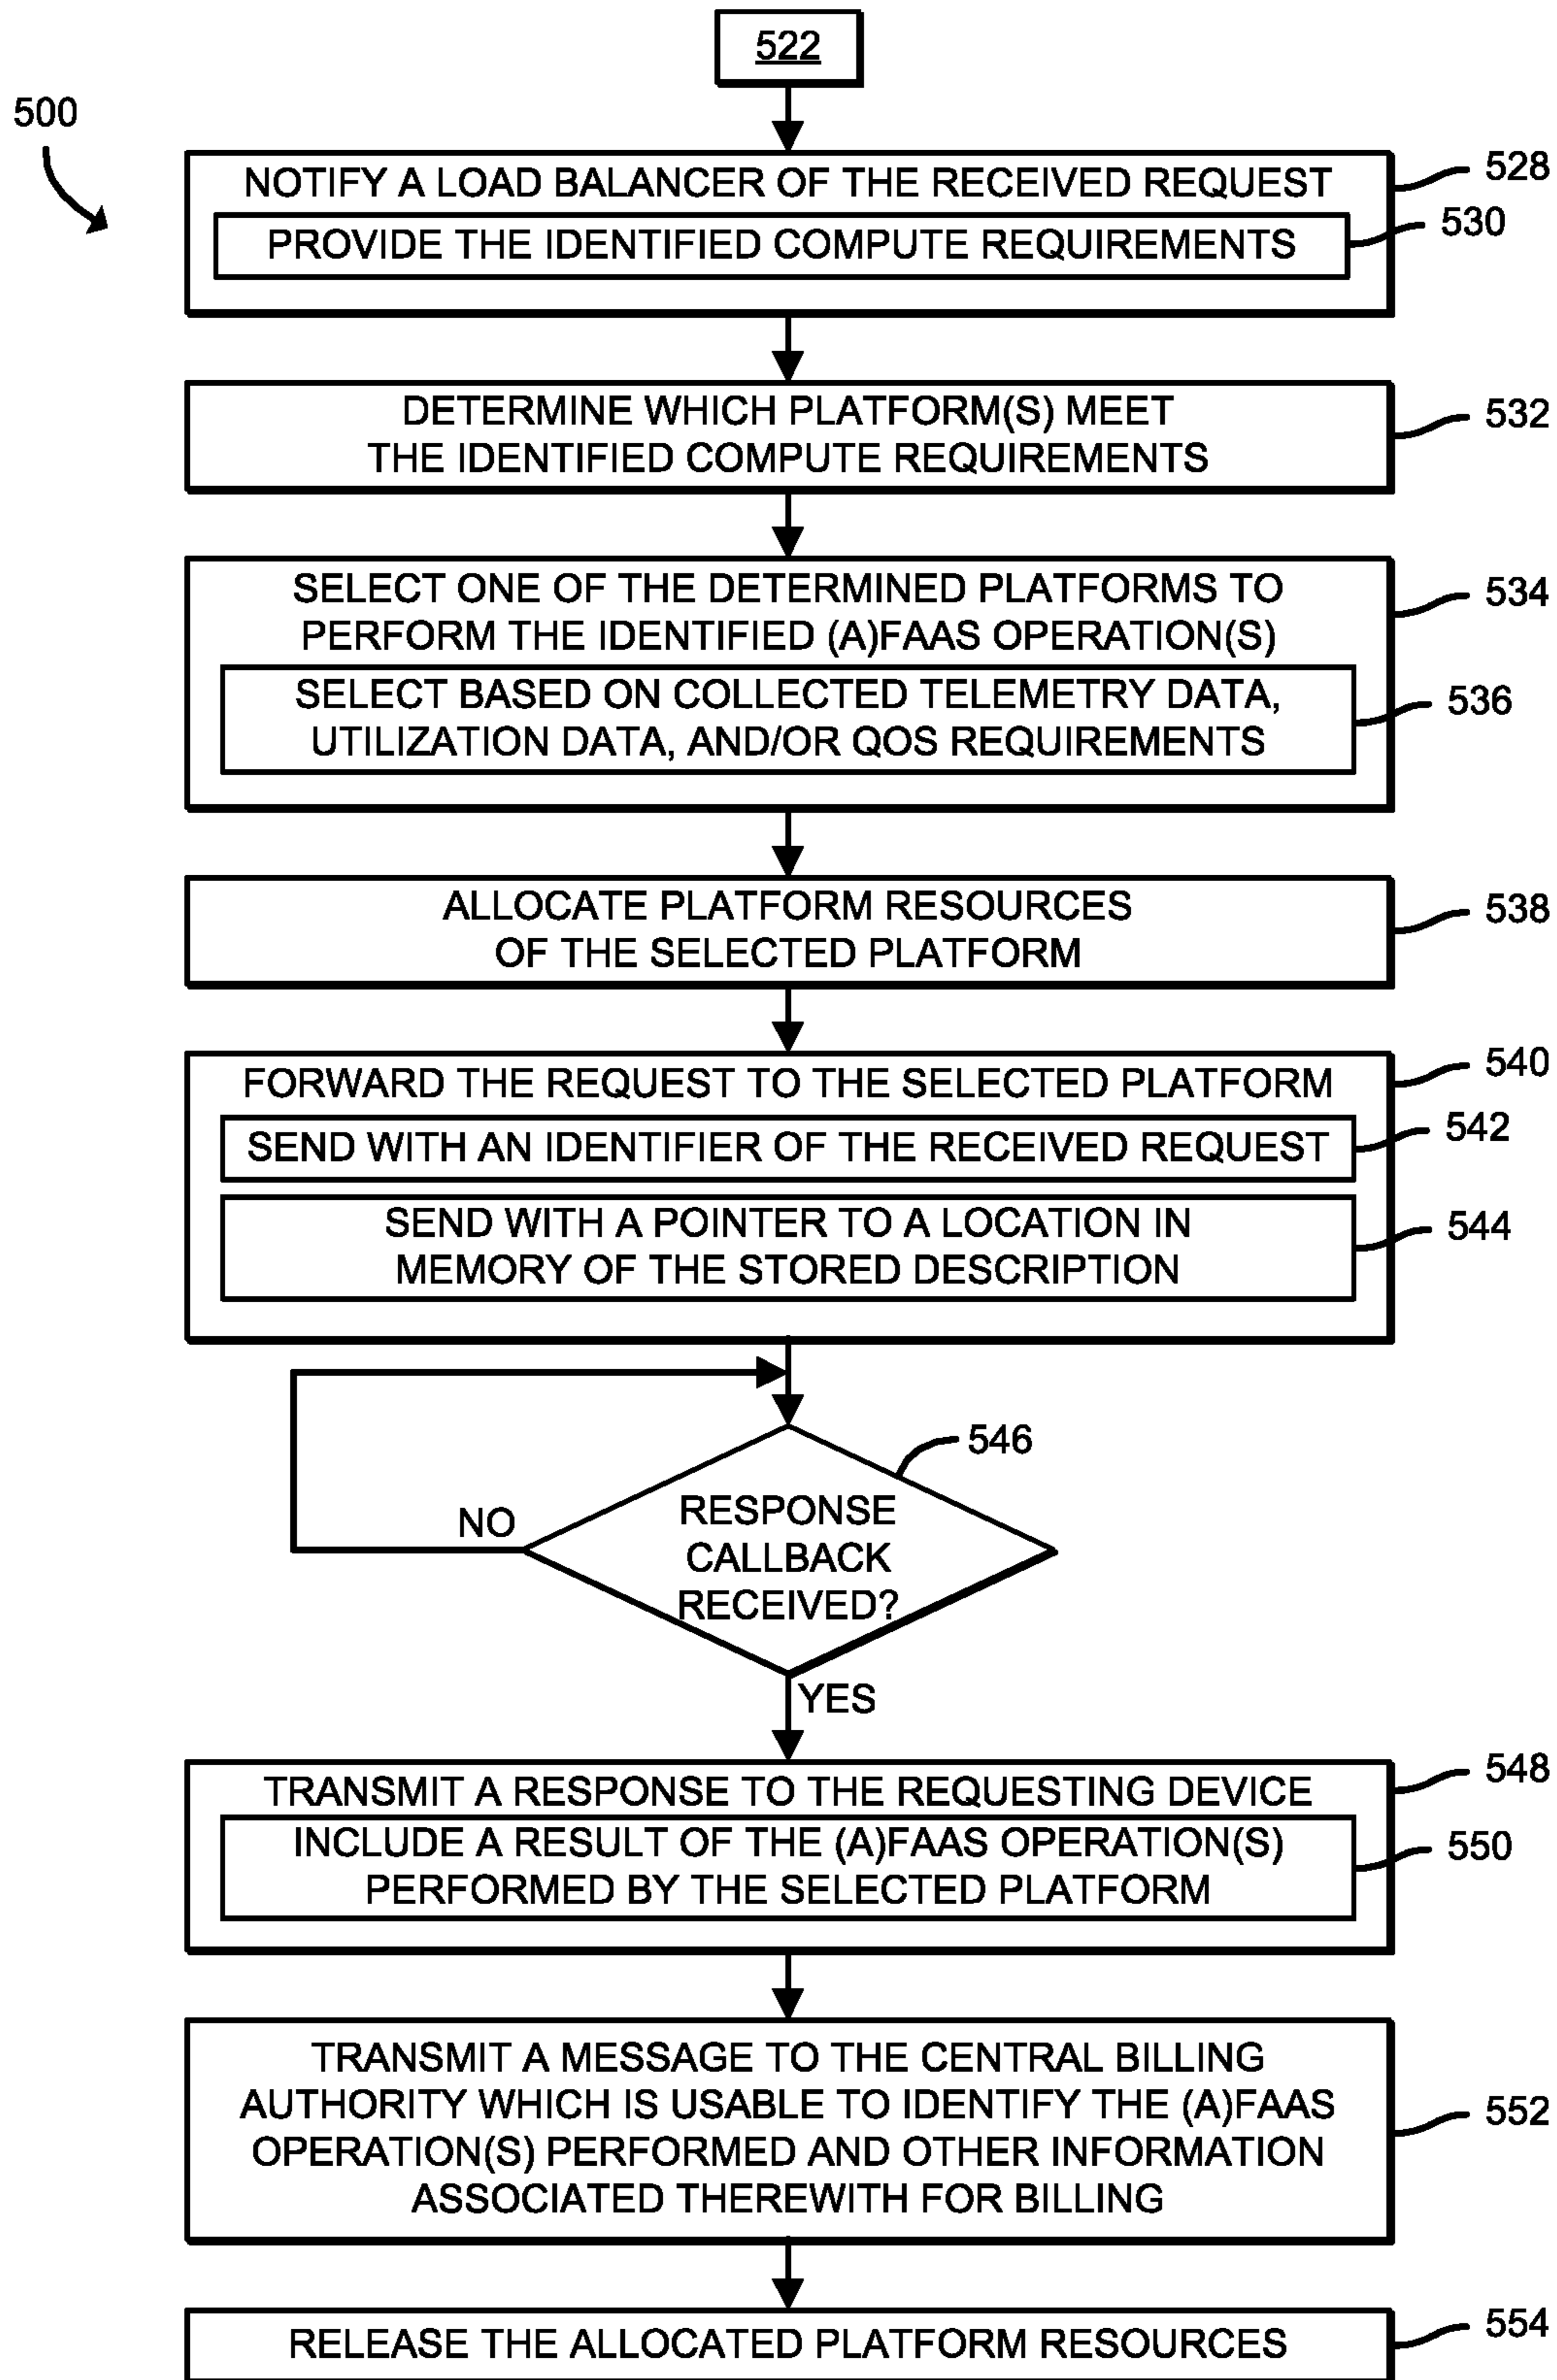 522
500
NOTIFY A LOAD BALANCER OF THE RECEIVED REQUEST
528
PROVIDE THE IDENTIFIED COMPUTE REQUIREMENTS
530
DETERMINE WHICH PLATFORM(S) MEET
THE IDENTIFIED COMPUTE REQUIREMENTS
532
SELECT ONE OF THE DETERMINED PLATFORMS TO
PERFORM THE IDENTIFIED (A)FAAS OPERATION(S)
534
SELECT BASED ON COLLECTED TELEMETRY DATA,
UTILIZATION DATA, AND/OR QOS REQUIREMENTS
536
ALLOCATE PLATFORM RESOURCES
OF THE SELECTED PLATFORM
538
FORWARD THE REQUEST TO THE SELECTED PLATFORM
540
SEND WITH AN IDENTIFIER OF THE RECEIVED REQUEST
542
SEND WITH A POINTER TO A LOCATION IN
MEMORY OF THE STORED DESCRIPTION
544
546
RESPONSE
CALLBACK
RECEIVED?
NO
YES
TRANSMIT A RESPONSE TO THE REQUESTING DEVICE
548
INCLUDE A RESULT OF THE (A)FAAS OPERATION(S)
PERFORMED BY THE SELECTED PLATFORM
550
TRANSMIT A MESSAGE TO THE CENTRAL BILLING
AUTHORITY WHICH IS USABLE TO IDENTIFY THE (A)FAAS
OPERATION(S) PERFORMED AND OTHER INFORMATION
ASSOCIATED THEREWITH FOR BILLING
552
RELEASE THE ALLOCATED PLATFORM RESOURCES
554